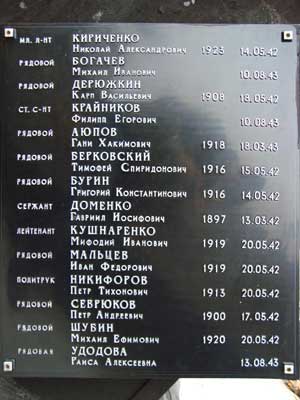 МЛ. Л-НТ КИРИЧЕНКО
НИКОЛАЙ АЛЕКСАНДРОВИЧ 1923 14.05.42
РЯДОВОЙ БОГАЧЕВ
МИХАИЛ ИВАНОВИЧ 10.08.43
РЯДОВОЙ ДЕРЮЖКИН
КАРП ВАСИЛЬЕВИЧ 1908 18.05.42
СТ. С-НТ КРАЙНИКОВ
ФИЛИПП ЕГОРОВИЧ 10.08.43
РЯДОВОЙ АЮПОВ
ГАНИ ХАКИМОВИЧ 1918 18.03.43
РЯДОВОЙ БЕРКОВСКИЙ
ТИМОФЕЙ СПИРИДОНОВИЧ 1916 15.05.42
РЯДОВОЙ БУРИН
ГРИГОРИЙ КОНСТАНТИНОВИЧ 1916 14.05.42
СЕРЖАНТ ДОМЕНКО
ГАВРИИЛ ИОСИФОВИЧ 1897 13.03.42
ЛЕЙТЕНАНТ КУШНАРЕНКО
МИФОДИЙ ИВАНОВИЧ 1919 20.05.42
РЯДОВОЙ МАЛЬЦЕВ
ИВАН ФЕДОРОВИЧ 1919 20.05.42
ПОЛИТРУК НИКИФОРОВ
ПЕТР ТИХОНОВИЧ 1913 20.05.42
РЯДОВОЙ СЕВРЮКОВ
ПЕТР АНДРЕЕВИЧ 1900 17.05.42
РЯДОВОЙ ШУБИН
МИХАИЛ ЕФИМОВИЧ 1920 20.05.42
РЯДОВАЯ УДОДОВА
РАИСА АЛЕКСЕЕВНА 13.08.43